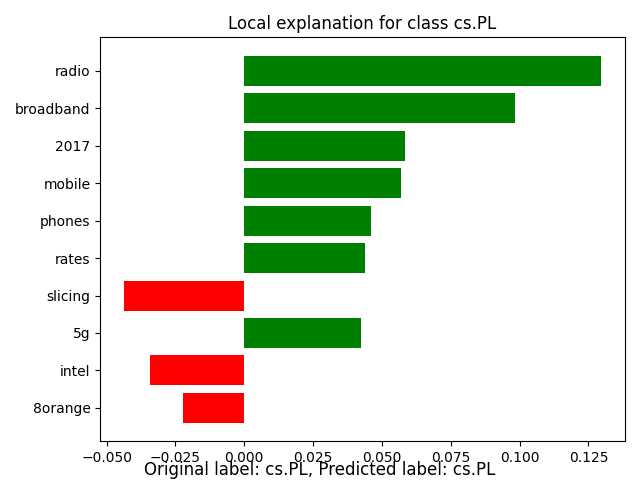 Local explanation for class cs.PL
radio
broadband
2017
mobile
phones
rates
slicing
5g
intel
8orange
−0.050 −0.025 0.000 0.025 0.050 0.075 0.100 0.125
Original label: cs.PL, Predicted label: cs.PL